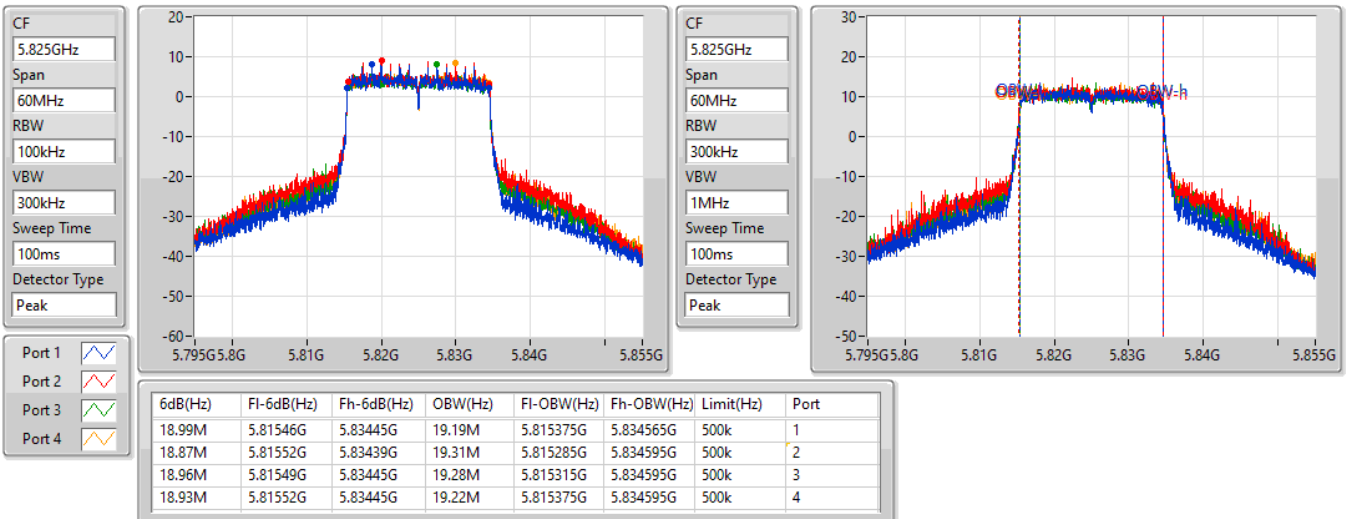 CF
5.825GHz
Span
60MHz
RBW
100kHz
VBW
300kHz
Sweep Time
100ms
Detector Type
Peak
20
10
0
-10
-20
-30
-40
-50
-60
5.795G 5.8G 5.81G 5.82G 5.83G 5.84G 5.855G
CF
5.825GHz
Span
60MHz
RBW
300kHz
VBW
1MHz
Sweep Time
100ms
Detector Type
Peak
30
20
10
0
-10
-20
-30
-40
-50
OBW-h
5.795G 5.8G 5.81G 5.82G 5.83G 5.84G 5.855G
Port 1
Port 2
Port 3
Port 4
6dB(Hz) Fl-6dB(Hz) Fh-6dB(Hz) OBW(Hz) Fl-OBW(Hz) Fh-OBW(Hz) Limit(Hz) Port
18.99M 5.81546G 5.83445G 19.19M 5.815375G 5.834565G 500k 1
18.87M 5.81552G 5.83439G 19.31M 5.815285G 5.834595G 500k 2
18.96M 5.81549G 5.83445G 19.28M 5.815315G 5.834595G 500k 3
18.93M 5.81552G 5.83445G 19.22M 5.815375G 5.834595G 500k 4